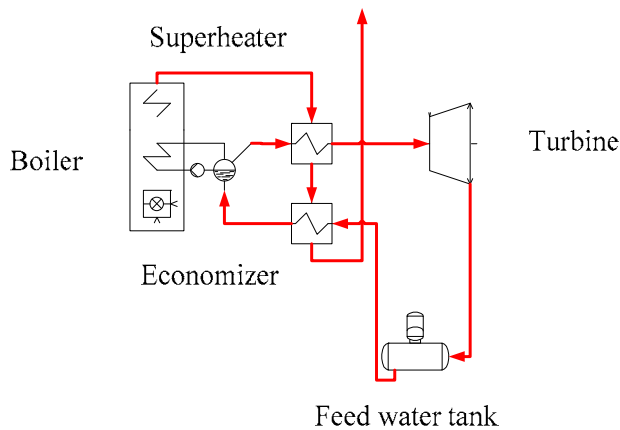 Superheater
Turbine
Boiler
Economizer
Feed water tank